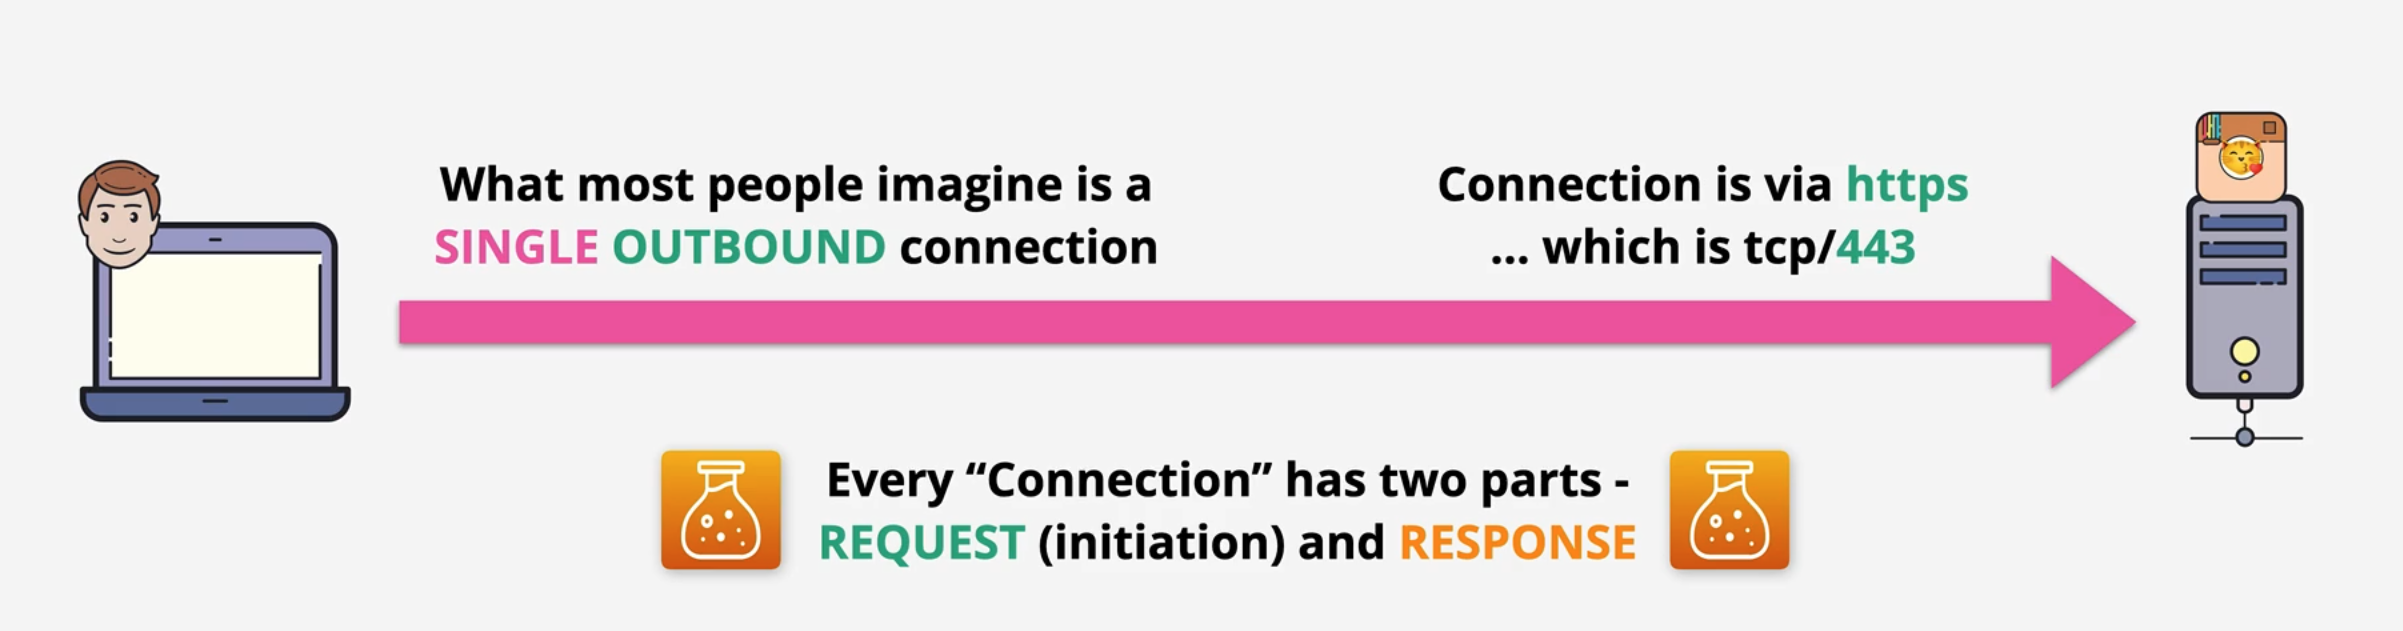 What most people imagine is a
SINGLE OUTBOUND connection
Connection is via https
... which is tcp/443
Every “Connection” has two parts -
REQUEST (initiation) and RESPONSE